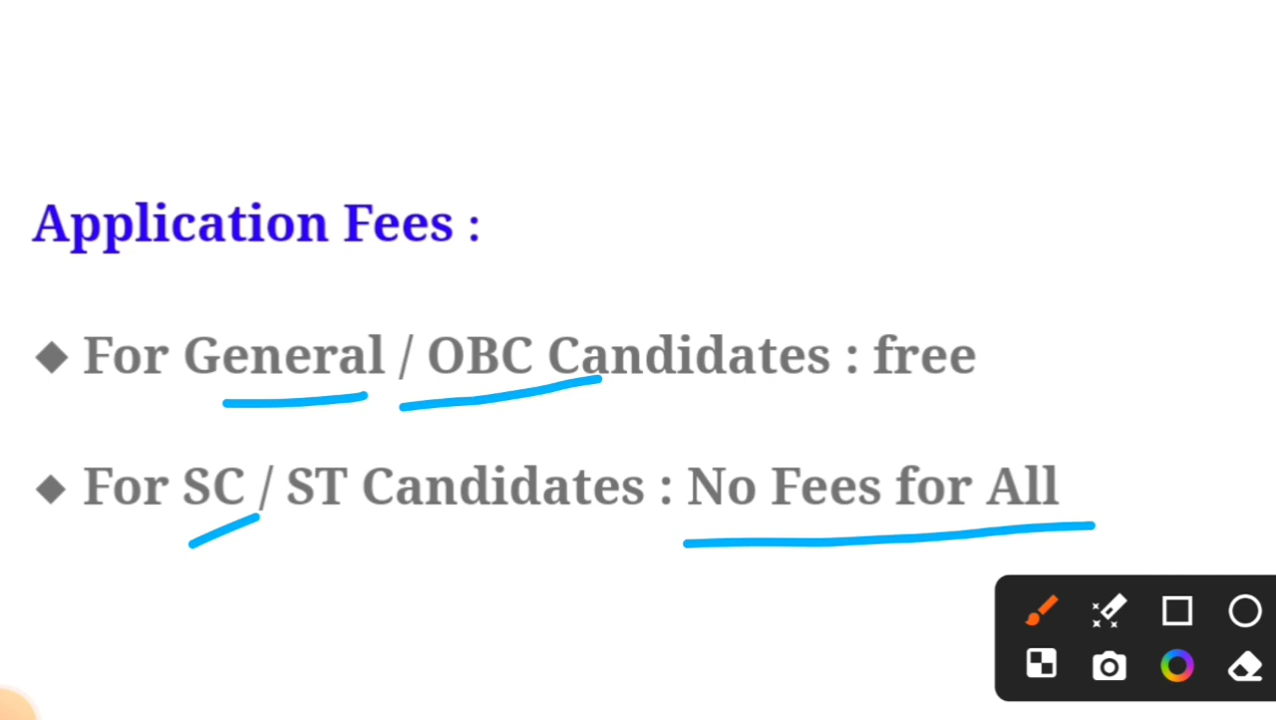 Application Fees :
◆ For General / OBC Candidates : free
◆ For SC / ST Candidates : No Fees for All